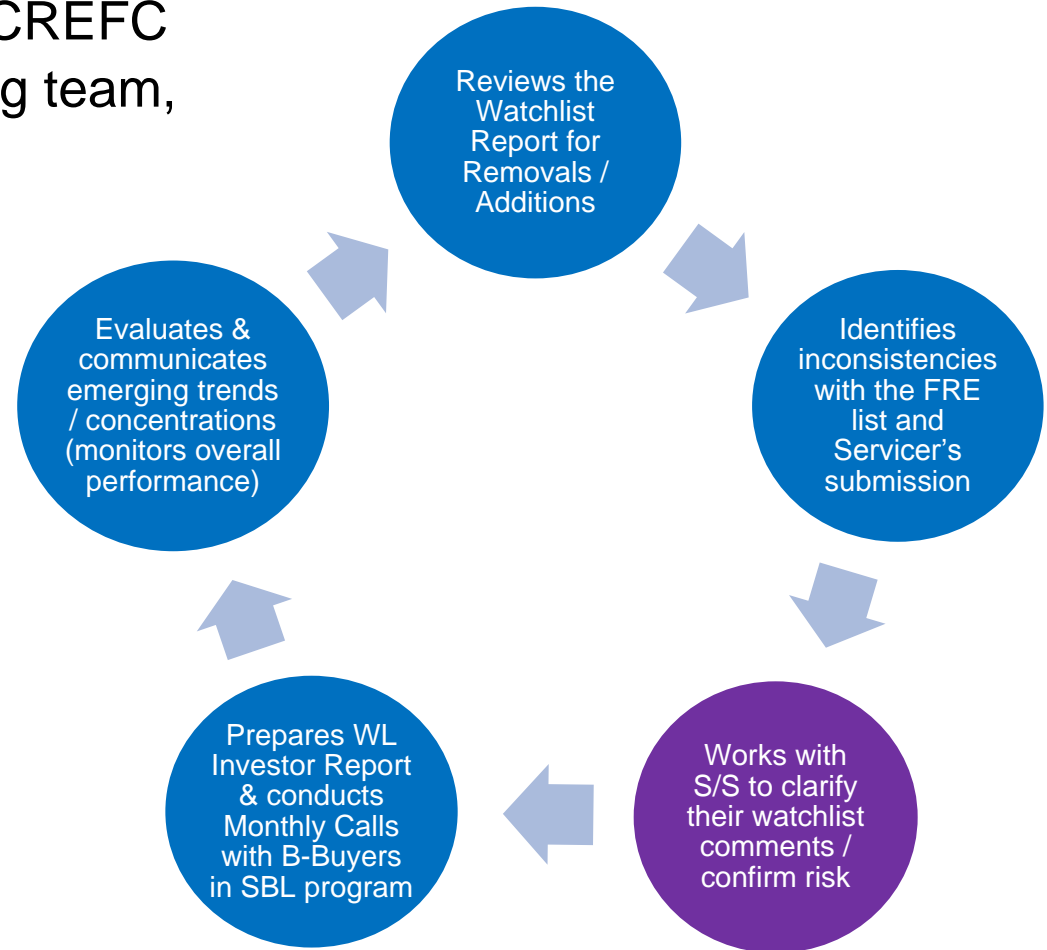 CREFC
g team,
Reviews the
Watchlist
Report for
Removals /
Additions
Identifies
inconsistencies
with the FRE
list and
Servicer's
submission
Works with
S/S to clarify
their watchlist
comments /
confirm risk
Prepares WL
Investor Report
& conducts
Monthly Calls
with B-Buyers
in SBL program
Evaluates &
communicates
emerging trends
/ concentrations
(monitors overall
performance)